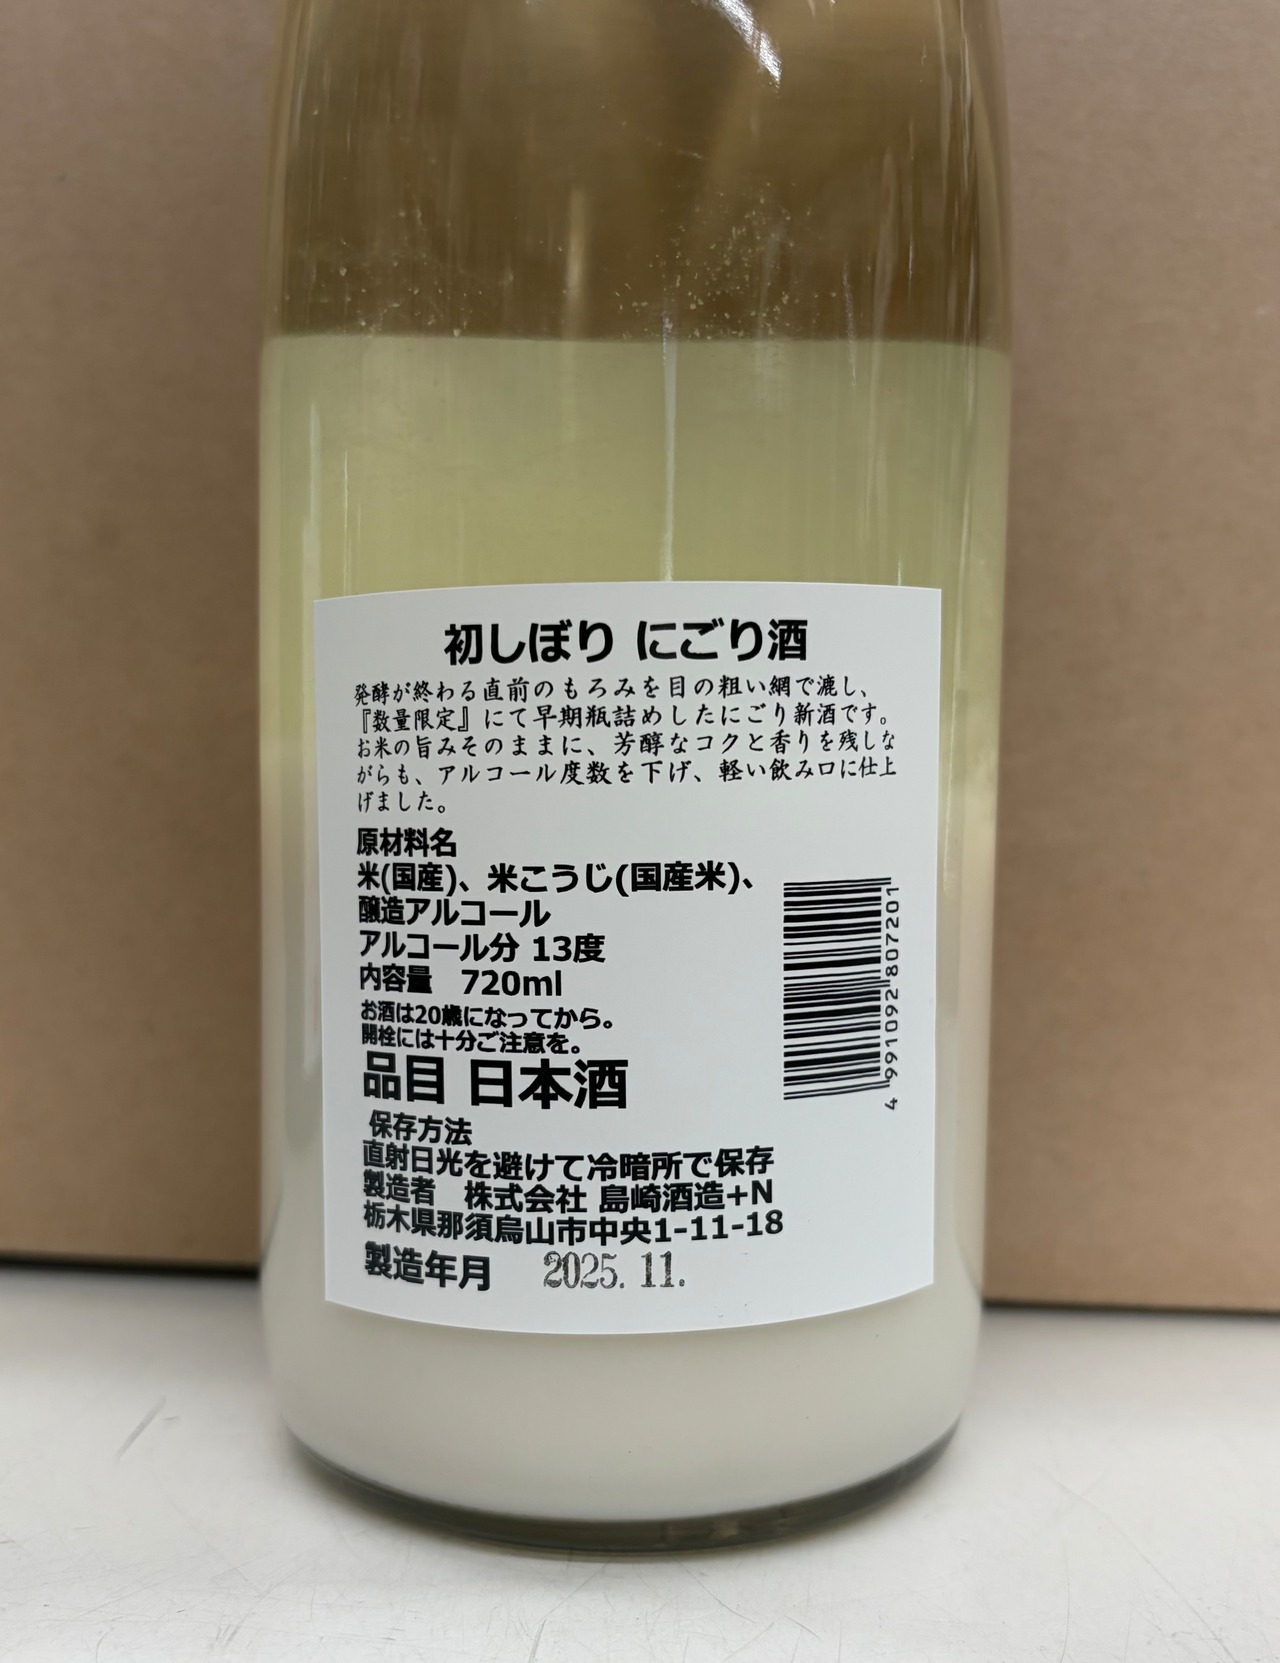 初しぼり にごり酒
発酵が終わる直前のもろみを目の粗い網で漉し、
『数量限定』にて早期瓶詰めしたにごり新酒です。
お米の旨みそのままに、芳醇なコクと香りを残しな
がらも、アルコール度数を下げ、軽い飲み口に仕上
げました。
原材料名
米(国産)、米こうじ(国産米)、
醸造アルコール
アルコール分 13度
内容量　720ml
お酒は20歳になってから。
開栓には十分ご注意を。
品目 日本酒
保存方法
直射日光を避けて冷暗所で保存
製造者　株式会社 島崎酒造+N
栃木県那須烏山市中央1-11-18
製造年月　2025. 11.
4 991092 807201